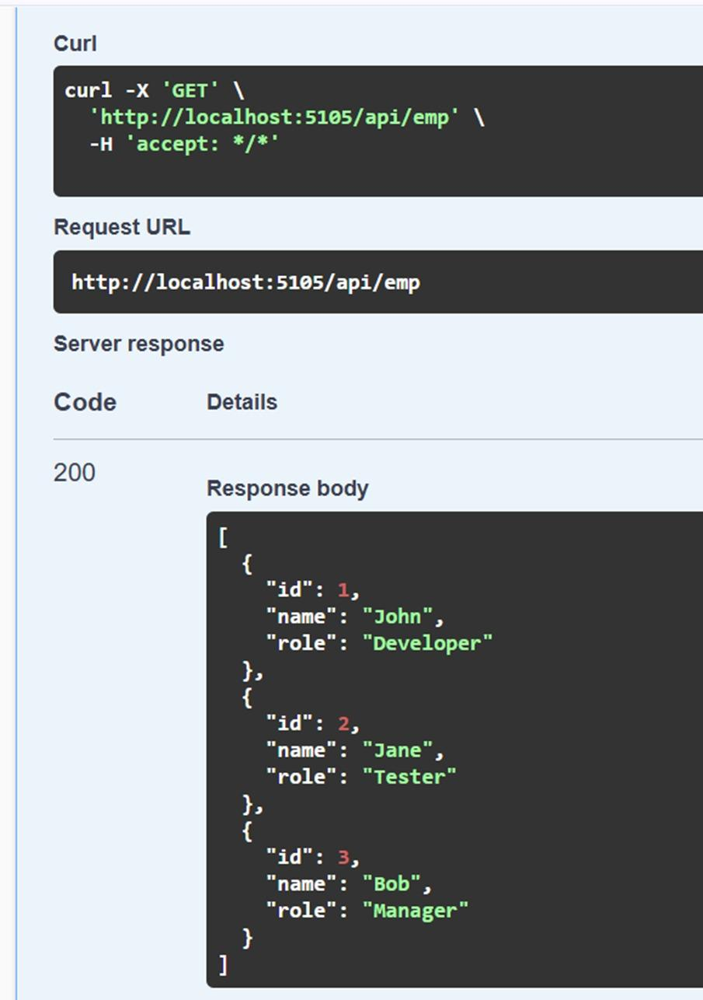 Curl
curl -X 'GET' \
  'http://localhost:5105/api/emp' \
  -H 'accept: */*'
Request URL
http://localhost:5105/api/emp
Server response
Code Details
200
Response body
[
  {
    "id": 1,
    "name": "John",
    "role": "Developer"
  },
  {
    "id": 2,
    "name": "Jane",
    "role": "Tester"
  },
  {
    "id": 3,
    "name": "Bob",
    "role": "Manager"
  }
]